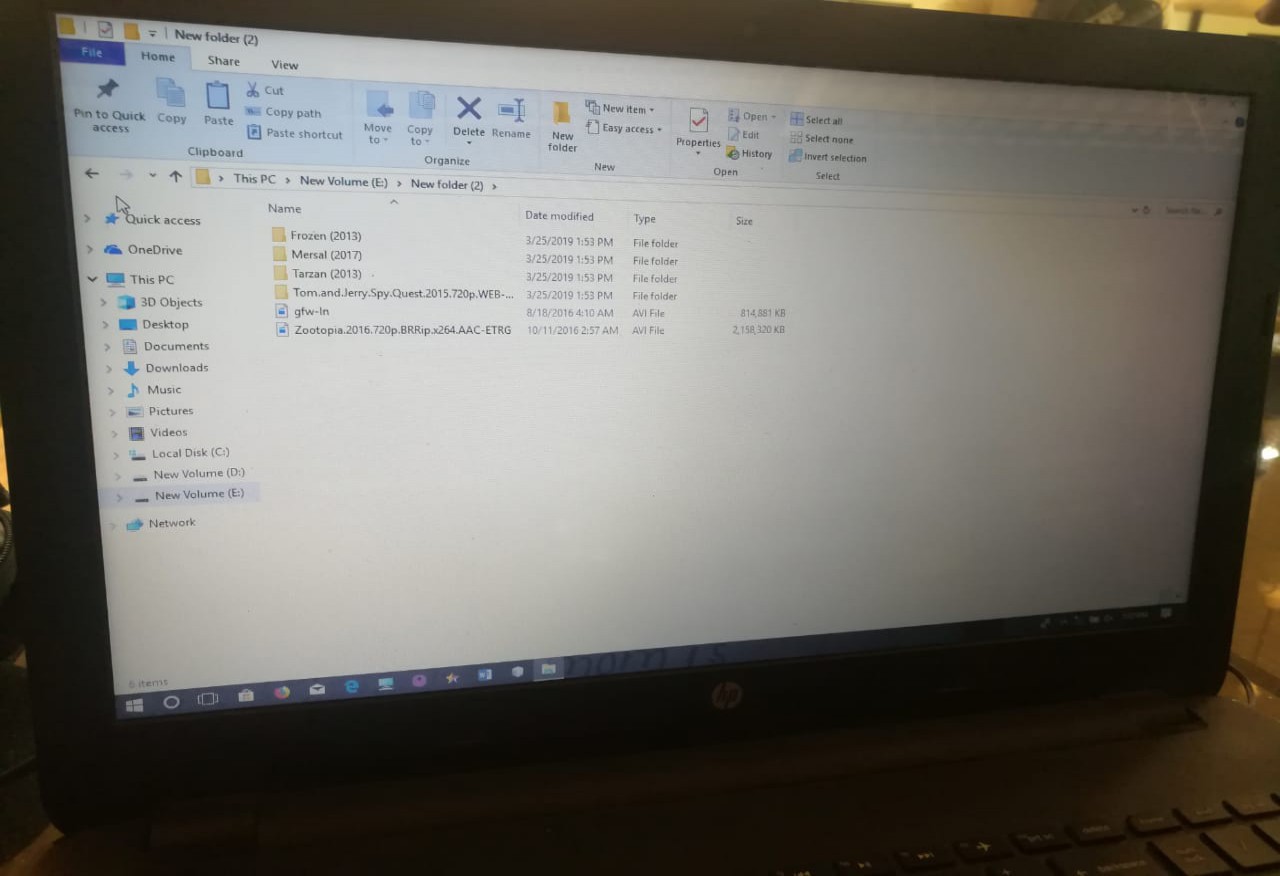 New folder (2)
File Home Share View
Pin to Quick access
Copy
Paste
Cut
Copy path
Paste shortcut
Clipboard
Move to
Copy to
Delete
Rename
Organize
New folder
New item
Easy access
New
Properties
Open
Edit
History
Open
Select all
Select none
Invert selection
Select
This PC > New Volume (E:) > New folder (2) >
Name Date modified Type Size
Frozen (2013) 3/25/2019 1:53 PM File folder
Mersal (2017) 3/25/2019 1:53 PM File folder
Tarzan (2013) 3/25/2019 1:53 PM File folder
Tom.and.Jerry.Spy.Quest.2015.720p.WEB-... 3/25/2019 1:53 PM File folder
gfw-ln 8/18/2016 4:10 AM AVI File 814,881 KB
Zootopia.2016.720p.BRRip.x264.AAC-ETRG 10/11/2016 2:57 AM AVI File 2,158,320 KB
Quick access
OneDrive
This PC
3D Objects
Desktop
Documents
Downloads
Music
Pictures
Videos
Local Disk (C:)
New Volume (D:)
New Volume (E:)
Network
6 items
hp